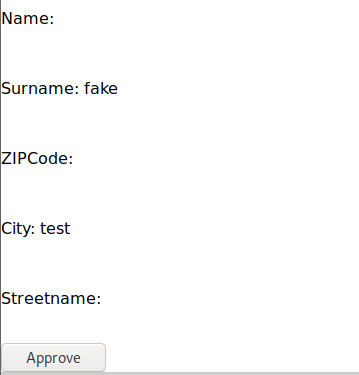 Name:
Surname: fake
ZIPCode:
City: test
Streetname:
Approve